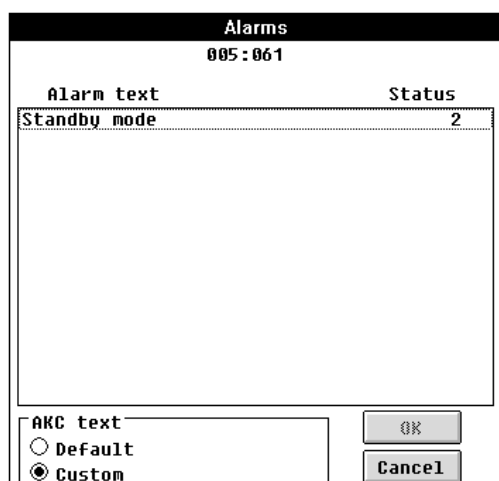 Alarms
005:061
Alarm text Status
Standby mode 2
AKC text
Default
Custom
OK
Cancel